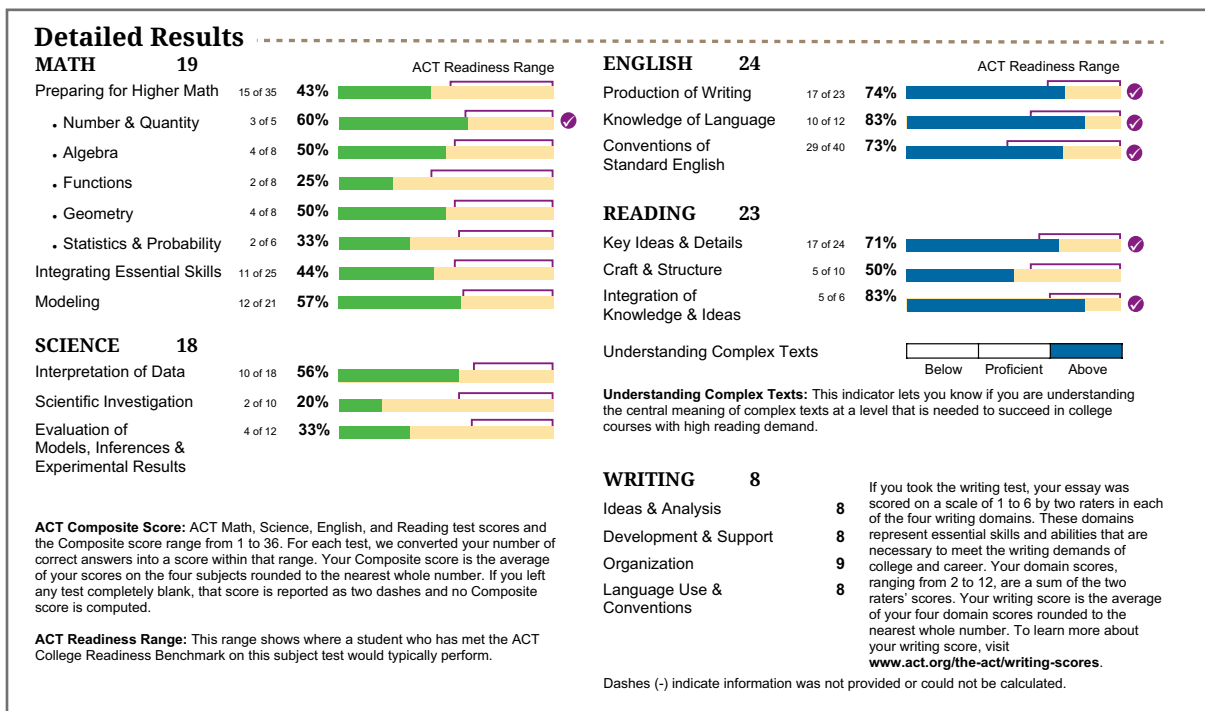 Detailed Results
MATH 19
ACT Readiness Range
Preparing for Higher Math 15 of 35 43%
• Number & Quantity 3 of 5 60%
• Algebra 4 of 8 50%
• Functions 2 of 8 25%
• Geometry 4 of 8 50%
• Statistics & Probability 2 of 6 33%
Integrating Essential Skills 11 of 25 44%
Modeling 12 of 21 57%
SCIENCE 18
Interpretation of Data 10 of 18 56%
Scientific Investigation 2 of 10 20%
Evaluation of 4 of 12 33%
Models, Inferences &
Experimental Results
ACT Composite Score: ACT Math, Science, English, and Reading test scores and
the Composite score range from 1 to 36. For each test, we converted your number of
correct answers into a score within that range. Your Composite score is the average
of your scores on the four subjects rounded to the nearest whole number. If you left
any test completely blank, that score is reported as two dashes and no Composite
score is computed.
ACT Readiness Range: This range shows where a student who has met the ACT
College Readiness Benchmark on this subject test would typically perform.
ENGLISH 24
ACT Readiness Range
Production of Writing 17 of 23 74%
Knowledge of Language 10 of 12 83%
Conventions of 29 of 40 73%
Standard English
READING 23
Key Ideas & Details 17 of 24 71%
Craft & Structure 5 of 10 50%
Integration of 5 of 6 83%
Knowledge & Ideas
Understanding Complex Texts
Below Proficient Above
Understanding Complex Texts: This indicator lets you know if you are understanding
the central meaning of complex texts at a level that is needed to succeed in college
courses with high reading demand.
WRITING 8
Ideas & Analysis 8
Development & Support 8
Organization 9
Language Use & 8
Conventions
If you took the writing test, your essay was
scored on a scale of 1 to 6 by two raters in each
of the four writing domains. These domains
represent essential skills and abilities that are
necessary to meet the writing demands of
college and career. Your domain scores,
ranging from 2 to 12, are a sum of the two
raters' scores. Your writing score is the average
of your four domain scores rounded to the
nearest whole number. To learn more about
your writing score, visit
www.act.org/the-act/writing-scores.
Dashes (-) indicate information was not provided or could not be calculated.